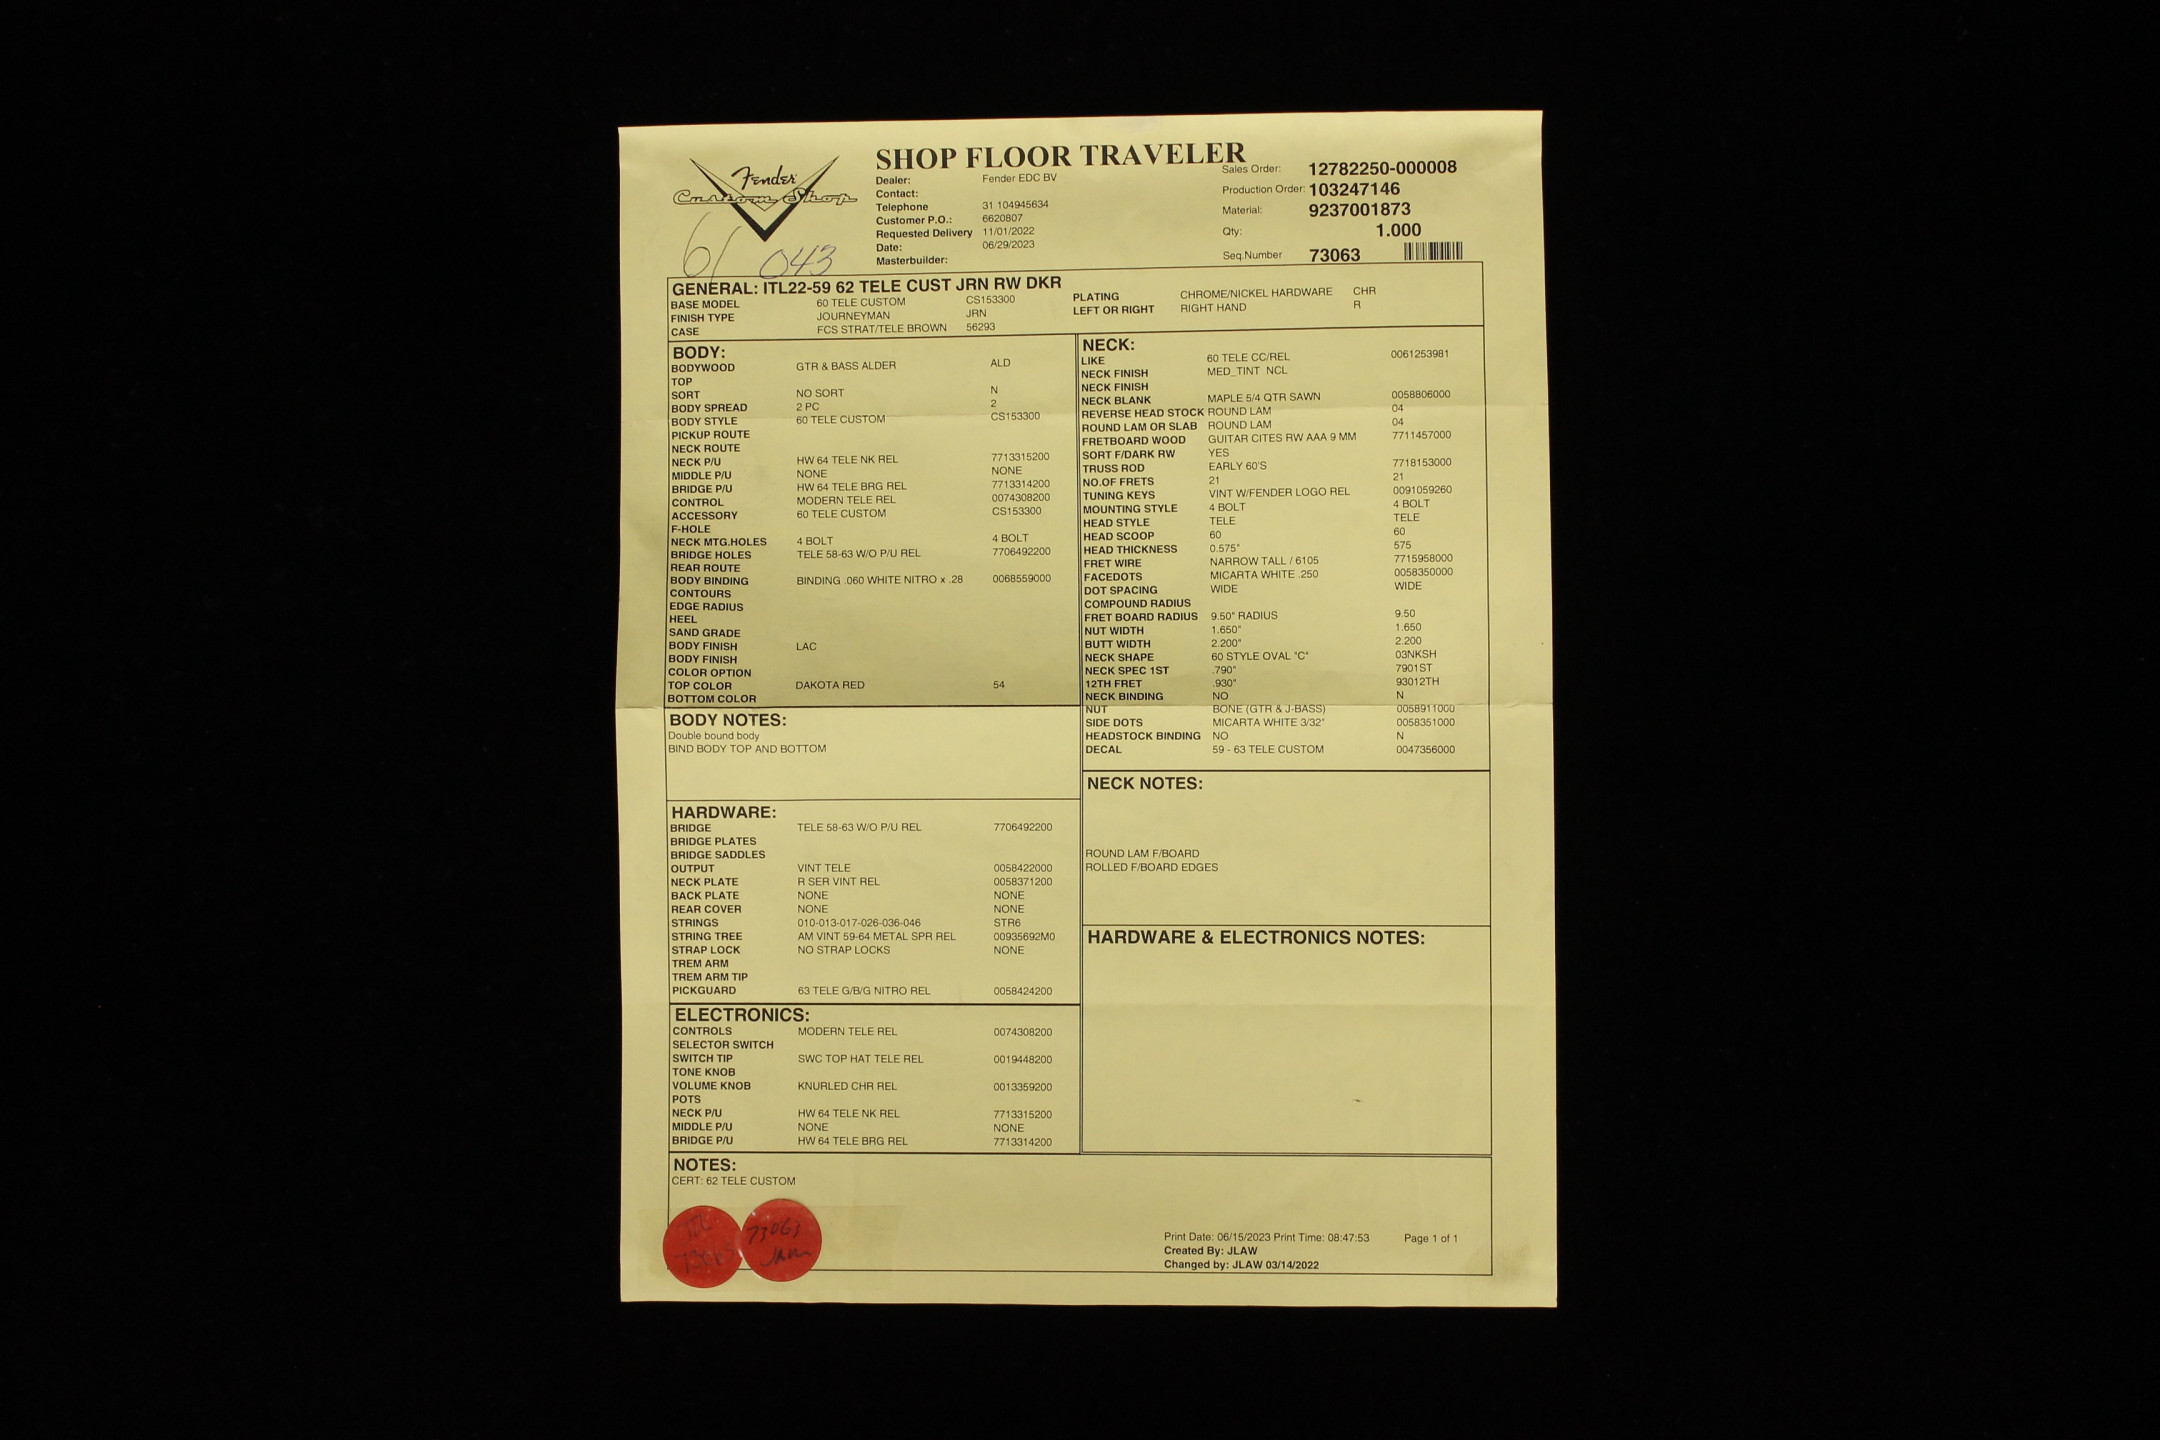 Fender
Custom Shop
61 043
SHOP FLOOR TRAVELER
Dealer: Fender EDC BV
Contact:
Telephone 31 104945634
Customer P.O.: 6620807
Requested Delivery 11/01/2022
Date: 06/29/2023
Masterbuilder:
Sales Order: 12782250-000008
Production Order: 103247146
Material: 9237001873
Qty: 1.000
Seq.Number 73063
GENERAL: ITL22-59 62 TELE CUST JRN RW DKR
BASE MODEL 60 TELE CUSTOM CS153300
FINISH TYPE JOURNEYMAN JRN
CASE FCS STRAT/TELE BROWN 56293
PLATING CHROME/NICKEL HARDWARE CHR
LEFT OR RIGHT RIGHT HAND R
BODY:
BODYWOOD GTR & BASS ALDER ALD
TOP
SORT NO SORT N
BODY SPREAD 2 PC 2
BODY STYLE 60 TELE CUSTOM CS153300
PICKUP ROUTE
NECK ROUTE
NECK P/U HW 64 TELE NK REL 7713315200
MIDDLE P/U NONE NONE
BRIDGE P/U HW 64 TELE BRG REL 7713314200
CONTROL MODERN TELE REL 0074308200
ACCESSORY 60 TELE CUSTOM CS153300
F-HOLE
NECK MTG.HOLES 4 BOLT 4 BOLT
BRIDGE HOLES TELE 58-63 W/O P/U REL 7706492200
REAR ROUTE
BODY BINDING BINDING .060 WHITE NITRO x .28 0068559000
CONTOURS
EDGE RADIUS
HEEL
SAND GRADE
BODY FINISH LAC
BODY FINISH
COLOR OPTION
TOP COLOR DAKOTA RED 54
BOTTOM COLOR
BODY NOTES:
Double bound body
BIND BODY TOP AND BOTTOM
HARDWARE:
BRIDGE TELE 58-63 W/O P/U REL 7706492200
BRIDGE PLATES
BRIDGE SADDLES
OUTPUT VINT TELE 0058422000
NECK PLATE R SER VINT REL 0058371200
BACK PLATE NONE NONE
REAR COVER NONE NONE
STRINGS 010-013-017-026-036-046 STR6
STRING TREE AM VINT 59-64 METAL SPR REL 00935692M0
STRAP LOCK NO STRAP LOCKS NONE
TREM ARM
TREM ARM TIP
PICKGUARD 63 TELE G/B/G NITRO REL 0058424200
ELECTRONICS:
CONTROLS MODERN TELE REL 0074308200
SELECTOR SWITCH
SWITCH TIP SWC TOP HAT TELE REL 0019448200
TONE KNOB
VOLUME KNOB KNURLED CHR REL 0013359200
POTS
NECK P/U HW 64 TELE NK REL 7713315200
MIDDLE P/U NONE NONE
BRIDGE P/U HW 64 TELE BRG REL 7713314200
NECK:
LIKE 60 TELE CC/REL 0061253981
NECK FINISH MED_TINT NCL
NECK FINISH
NECK BLANK MAPLE 5/4 QTR SAWN 0058806000
REVERSE HEAD STOCK ROUND LAM 04
ROUND LAM OR SLAB ROUND LAM 04
FRETBOARD WOOD GUITAR CITES RW AAA 9 MM 7711457000
SORT F/DARK RW YES
TRUSS ROD EARLY 60'S 7718153000
NO.OF FRETS 21 21
TUNING KEYS VINT W/FENDER LOGO REL 0091059260
MOUNTING STYLE 4 BOLT 4 BOLT
HEAD STYLE TELE TELE
HEAD SCOOP 60 60
HEAD THICKNESS 0.575" 575
FRET WIRE NARROW TALL / 6105 7715958000
FACEDOTS MICARTA WHITE .250 0058350000
DOT SPACING WIDE WIDE
COMPOUND RADIUS
FRET BOARD RADIUS 9.50" RADIUS 9.50
NUT WIDTH 1.650" 1.650
BUTT WIDTH 2.200" 2.200
NECK SHAPE 60 STYLE OVAL "C" 03NKSH
NECK SPEC 1ST .790" 7901ST
12TH FRET .930" 93012TH
NECK BINDING NO N
NUT BONE (GTR & J-BASS) 0058911000
SIDE DOTS MICARTA WHITE 3/32" 0058351000
HEADSTOCK BINDING NO N
DECAL 59 - 63 TELE CUSTOM 0047356000
NECK NOTES:
ROUND LAM F/BOARD
ROLLED F/BOARD EDGES
HARDWARE & ELECTRONICS NOTES:
NOTES:
CERT: 62 TELE CUSTOM
73063
Print Date: 06/15/2023 Print Time: 08:47:53 Page 1 of 1
Created By: JLAW
Changed by: JLAW 03/14/2022